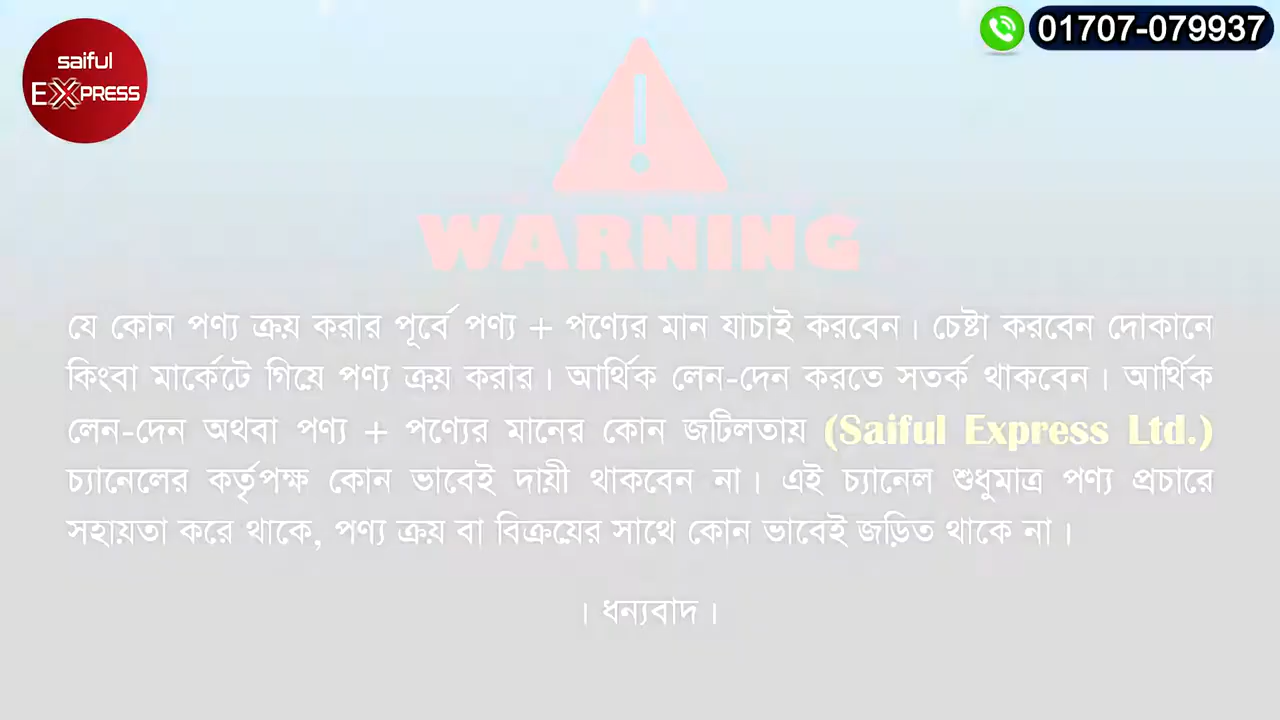 saiful
EXPRESS
01707-079937
WARNING
যে কোন পণ্য ক্রয় করার পূর্বে পণ্য + পণ্যের মান যাচাই করবেন। চেষ্টা করবেন দোকানে
কিংবা মার্কেটে গিয়ে পণ্য ক্রয় করার। আর্থিক লেন-দেন করতে সতর্ক থাকবেন। আর্থিক
লেন-দেন অথবা পণ্য + পণ্যের মানের কোন জটিলতায় (Saiful Express Ltd.)
চ্যানেলের কর্তৃপক্ষ কোন ভাবেই দায়ী থাকবেন না। এই চ্যানেল শুধুমাত্র পণ্য প্রচারে
সহায়তা করে থাকে, পণ্য ক্রয় বা বিক্রয়ের সাথে কোন ভাবেই জড়িত থাকে না।
। ধন্যবাদ ।